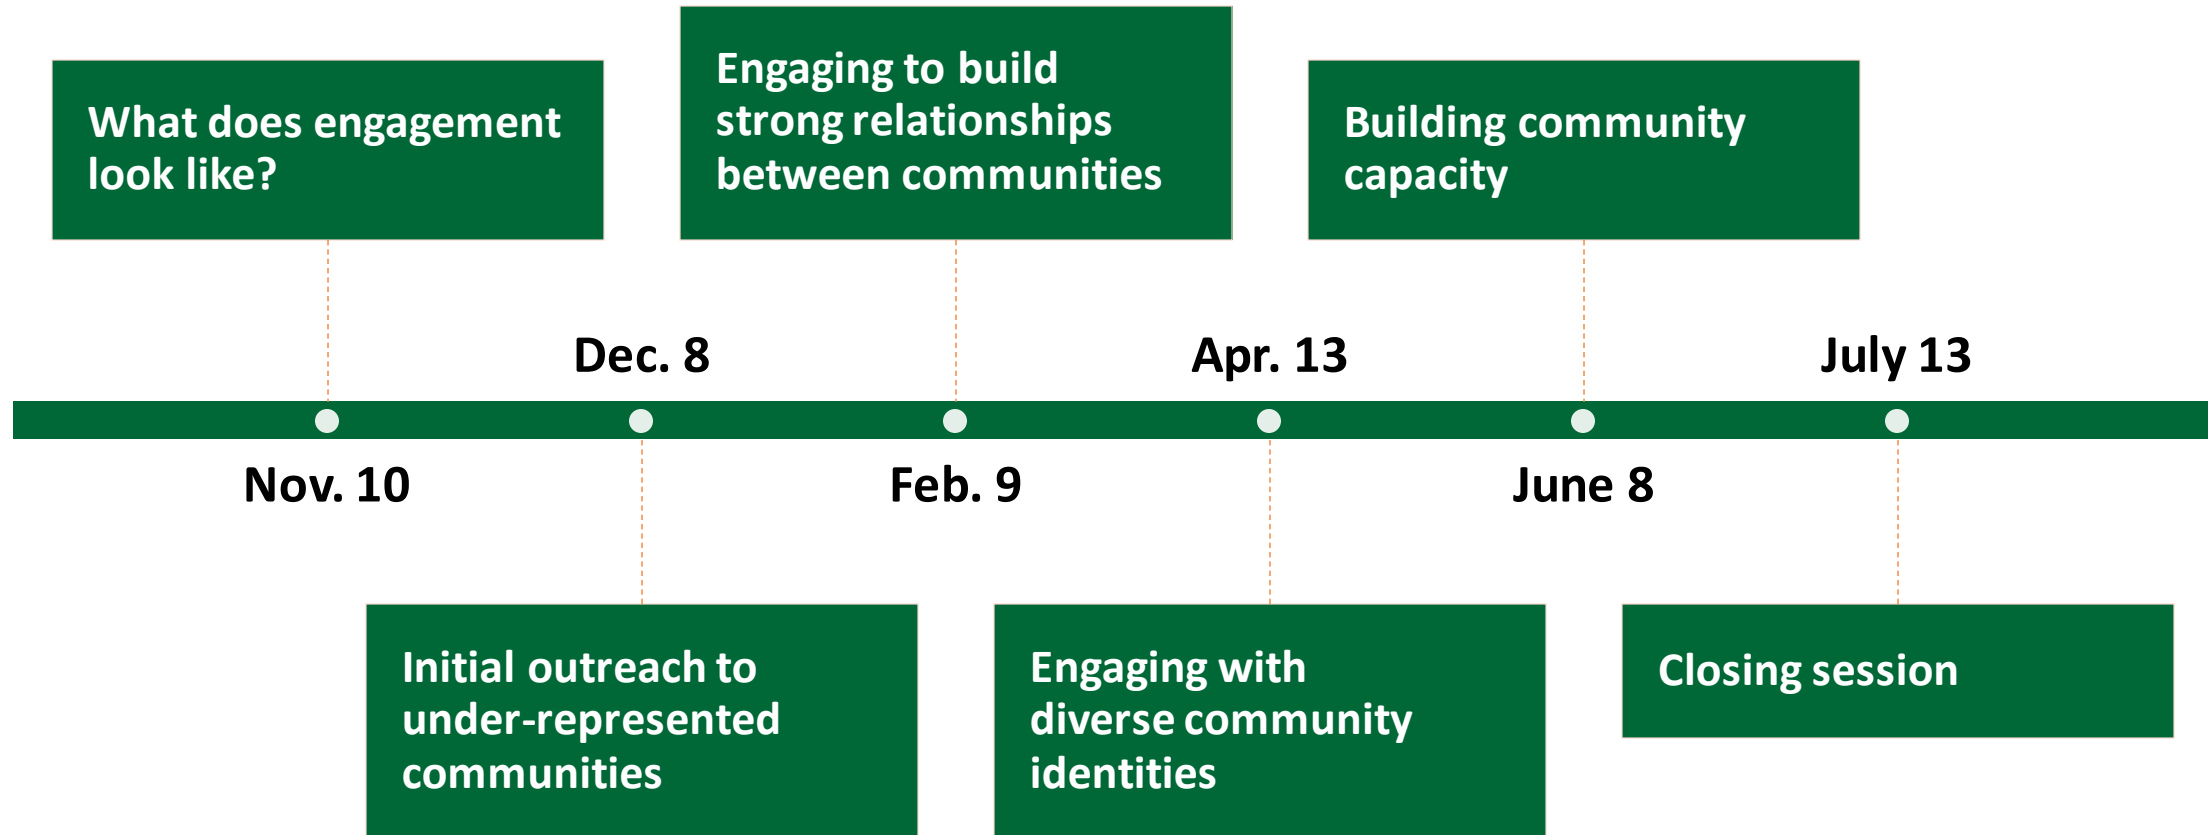 What does engagement
look like?
Engaging to build
strong relationships
between communities
Building community
capacity
Dec. 8
Apr. 13
July 13
Nov. 10
Feb. 9
June 8
Initial outreach to
under-represented
communities
Engaging with
diverse community
identities
Closing session